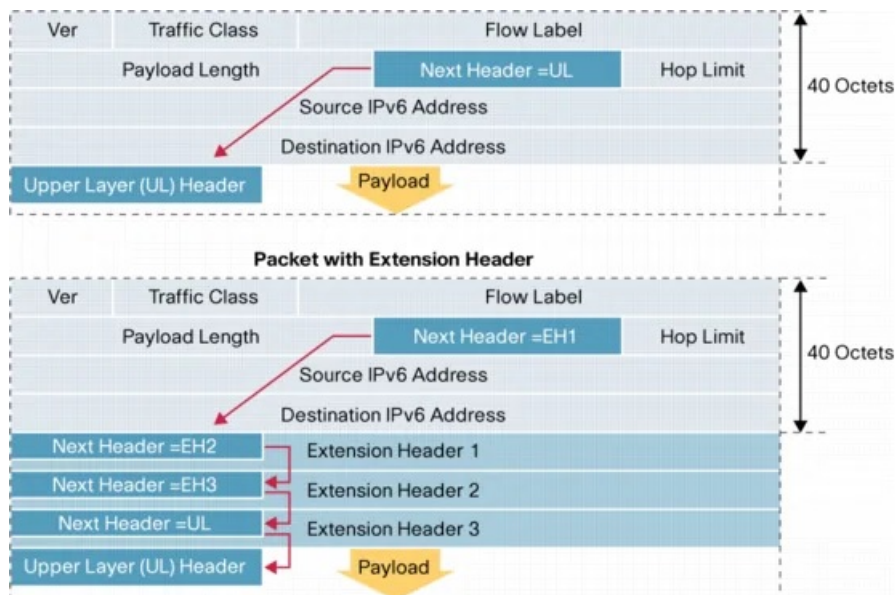 Ver Traffic Class Flow Label
Payload Length Next Header =UL Hop Limit
40 Octets
Source IPv6 Address
Destination IPv6 Address
Upper Layer (UL) Header Payload
Packet with Extension Header
Ver Traffic Class Flow Label
Payload Length Next Header =EH1 Hop Limit
40 Octets
Source IPv6 Address
Destination IPv6 Address
Next Header =EH2 Extension Header 1
Next Header =EH3 Extension Header 2
Next Header =UL Extension Header 3
Upper Layer (UL) Header Payload